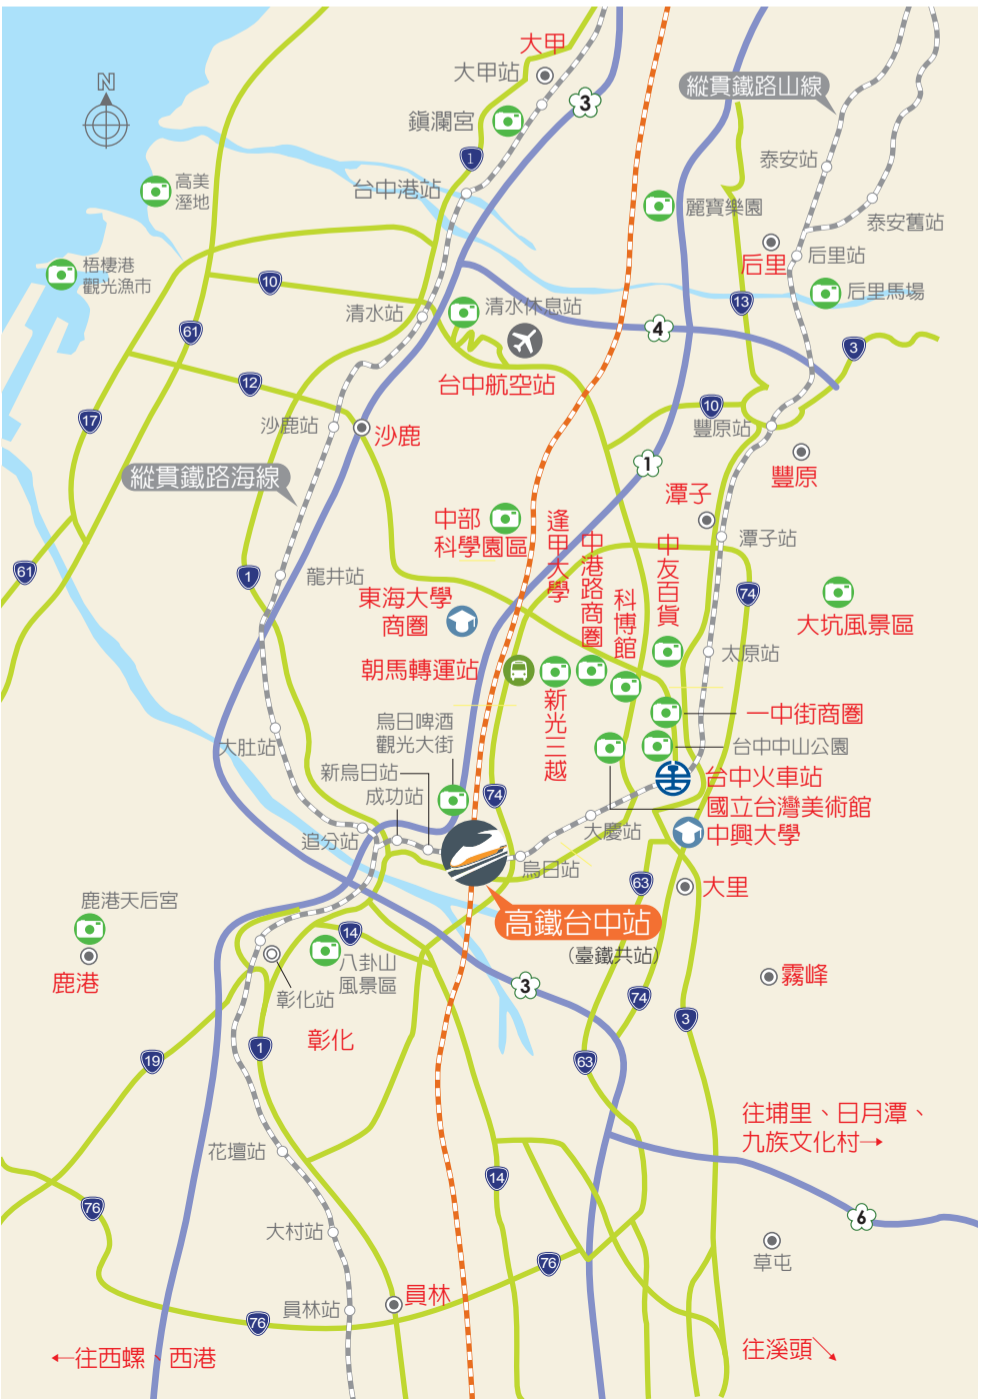 N
大甲
大甲站
3
縱貫鐵路山線
鎮瀾宮
1
泰安站
高美
溼地
台中港站
麗寶樂園
泰安舊站
后里
后里站
梧棲港
觀光漁市
10
后里馬場
清水站
清水休息站
13
61
4
3
台中航空站
12
10
17
沙鹿站
沙鹿
豐原站
縱貫鐵路海線
1
豐原
潭子
中部
科學園區
逢甲大學
中港路商圈
中友百貨
潭子站
61
1
龍井站
東海大學
商圈
科博館
74
大坑風景區
朝馬轉運站
太原站
新光三越
烏日啤酒
觀光大街
一中街商圈
大肚站
台中中山公園
新烏日站
成功站
74
台中火車站
國立台灣美術館
追分站
大慶站
中興大學
烏日站
63
大里
鹿港天后宮
高鐵台中站
(臺鐵共站)
14
八卦山
風景區
鹿港
彰化站
3
74
霧峰
彰化
3
19
1
63
往埔里、日月潭、
九族文化村→
花壇站
14
76
6
大村站
76
草屯
員林站
員林
76
←往西螺、西港
往溪頭↘